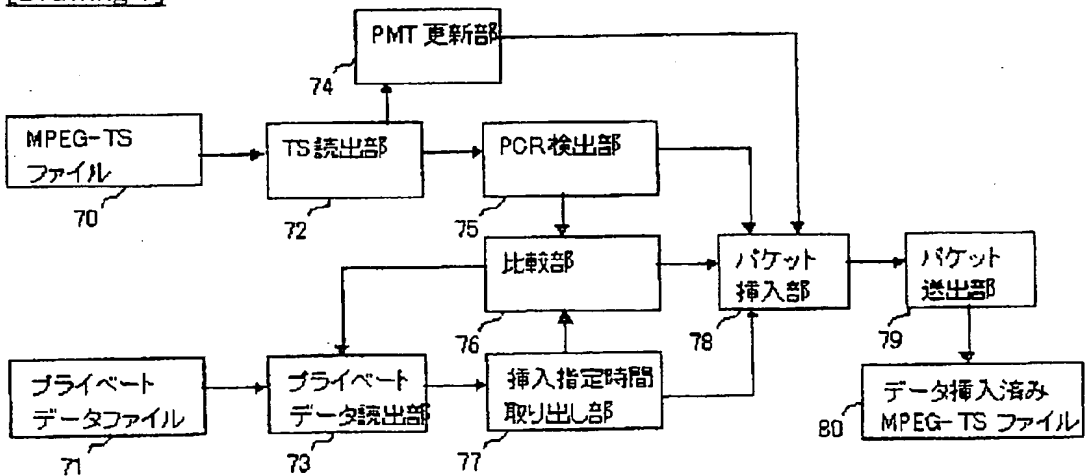 PMT 更新部
74
MPEG-TS
ファイル
70
TS 読出部
72
PCR 検出部
75
比較部
76
パケット
挿入部
78
パケット
送出部
79
プライベート
データファイル
71
プライベート
データ読出部
73
挿入指定時間
取り出し部
77
データ挿入済み
MPEG-TS ファイル
80